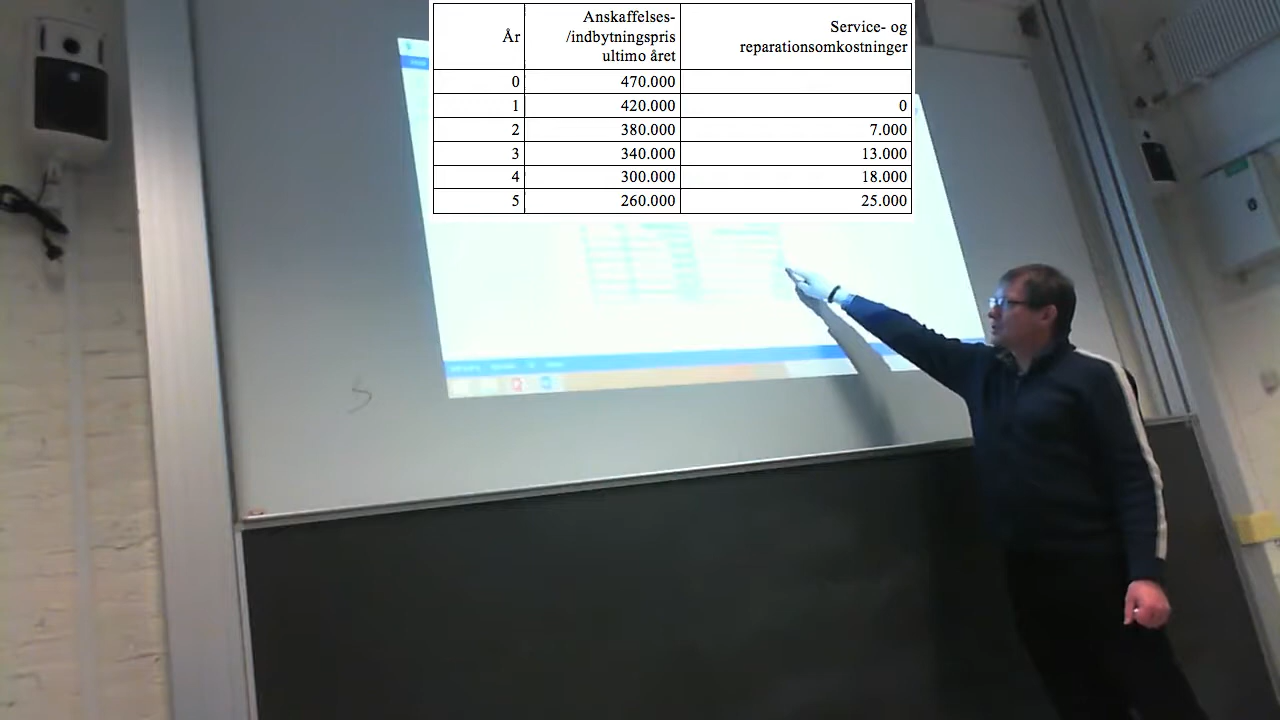 År
Anskaffelses-
/indbytningspris
ultimo året
Service- og
reparationsomkostninger
0 470.000
1 420.000 0
2 380.000 7.000
3 340.000 13.000
4 300.000 18.000
5 260.000 25.000